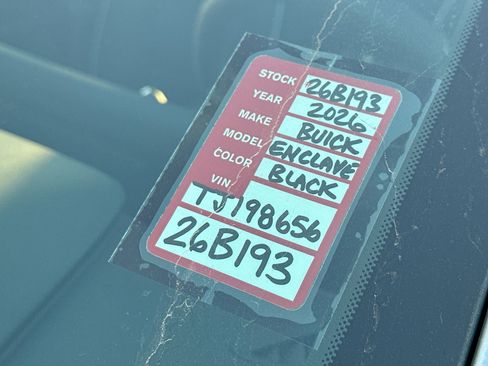 STOCK 26B193
YEAR 2026
MAKE BUICK
MODEL ENCLAVE
COLOR BLACK
VIN TJ198656
26B193